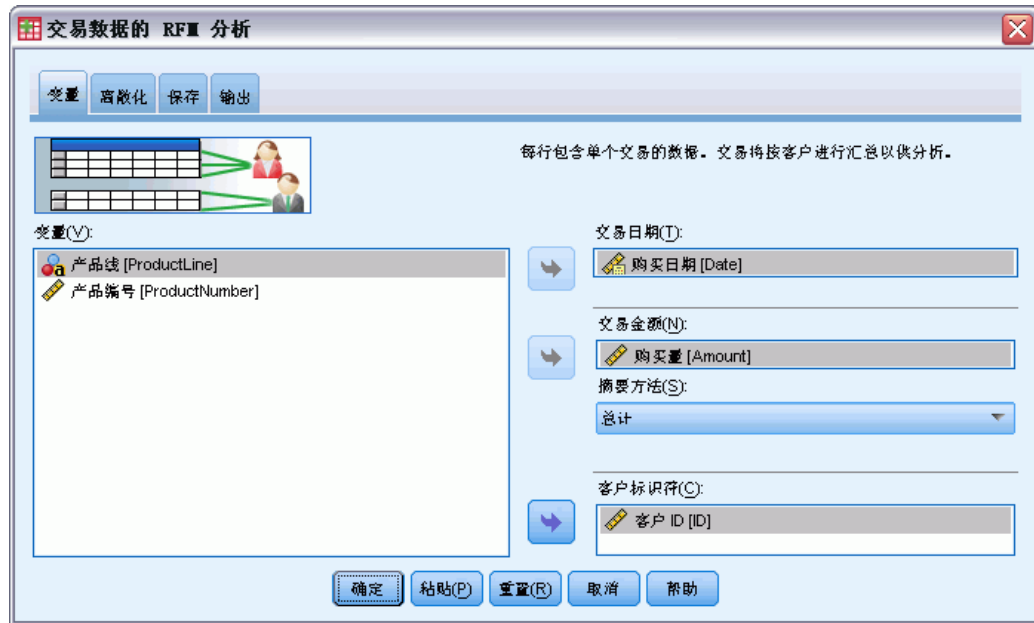 交易数据的 RFM 分析
变量
离散化
保存
输出
每行包含单个交易的数据。交易将按客户进行汇总以供分析。
变量(V):
产品线 [ProductLine]
产品编号 [ProductNumber]
交易日期(T):
购买日期 [Date]
交易金额(N):
购买量 [Amount]
摘要方法(S):
总计
客户标识符(C):
客户 ID [ID]
确定
粘贴(P)
重置(R)
取消
帮助